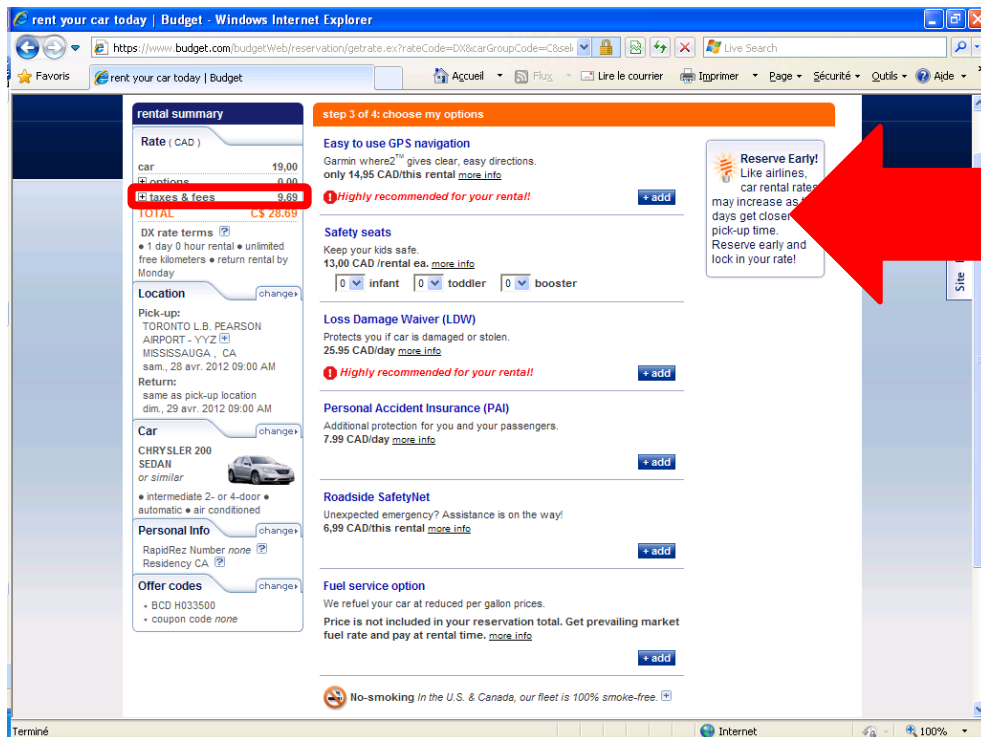 rent your car today | Budget - Windows Internet Explorer
https://www.budget.com/budgetWeb/reservation/getrate.ex?rateCode=DX&carGroupCode=C&sel
Live Search
Favoris
rent your car today | Budget
Accueil
Flux
Lire le courrier
Imprimer
Page
Sécurité
Outils
Aide
rental summary
Rate ( CAD )
car 19,00
options 0,00
taxes & fees 9.69
TOTAL C$ 28.69
DX rate terms ?
• 1 day 0 hour rental • unlimited
free kilometers • return rental by
Monday
Location change
Pick-up:
TORONTO L.B. PEARSON
AIRPORT - YYZ
MISSISSAUGA , CA
sam., 28 avr. 2012 09:00 AM
Return:
same as pick-up location
dim., 29 avr. 2012 09:00 AM
Car change
CHRYSLER 200
SEDAN
or similar
• intermediate 2- or 4-door •
automatic • air conditioned
Personal Info change
RapidRez Number none ?
Residency CA ?
Offer codes change
• BCD H033500
• coupon code none
step 3 of 4: choose my options
Easy to use GPS navigation
Garmin where2™ gives clear, easy directions.
only 14,95 CAD/this rental more info
!Highly recommended for your rental!
+ add
Safety seats
Keep your kids safe.
13,00 CAD /rental ea. more info
0 infant 0 toddler 0 booster
Loss Damage Waiver (LDW)
Protects you if car is damaged or stolen.
25.95 CAD/day more info
! Highly recommended for your rental!
+ add
Personal Accident Insurance (PAI)
Additional protection for you and your passengers.
7.99 CAD/day more info
+ add
Roadside SafetyNet
Unexpected emergency? Assistance is on the way!
6,99 CAD/this rental more info
+ add
Fuel service option
We refuel your car at reduced per gallon prices.
Price is not included in your reservation total. Get prevailing market
fuel rate and pay at rental time. more info
+ add
No-smoking In the U.S. & Canada, our fleet is 100% smoke-free.
Reserve Early!
Like airlines,
car rental rates
may increase as
days get closer
pick-up time.
Reserve early and
lock in your rate!
Site
Terminé
Internet
100%